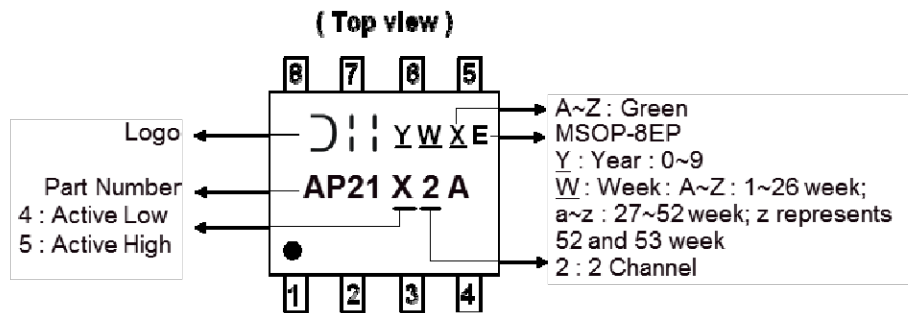 ( Top view )
8 7 6 5
Logo
Y W X E
A~Z : Green
MSOP-8EP
Y : Year : 0~9
W : Week : A~Z : 1~26 week;
a~z : 27~52 week; z represents
52 and 53 week
2 : 2 Channel
Part Number
AP21 X 2 A
4 : Active Low
5 : Active High
1 2 3 4